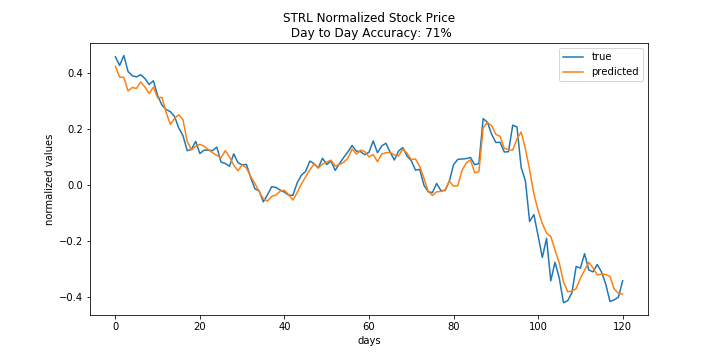 STRL Normalized Stock Price
Day to Day Accuracy: 71%
true
predicted
normalized values
0.4
0.2
0.0
−0.2
−0.4
0 20 40 60 80 100 120
days